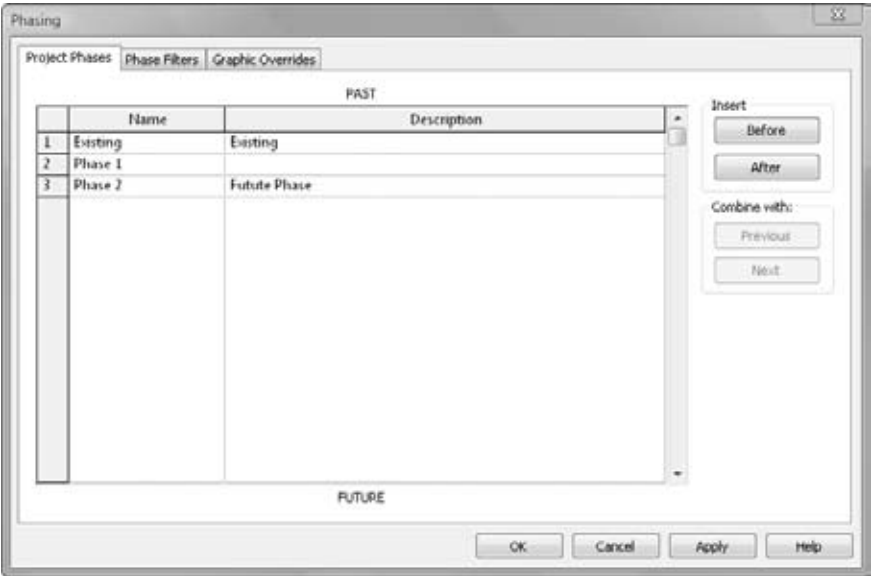 Phasing
Project Phases Phase Filters Graphic Overrides
PAST
Name Description
1 Existing Existing
2 Phase 1
3 Phase 2 Futute Phase
FUTURE
Insert
Before
After
Combine with:
Previous
Next
OK Cancel Apply Help